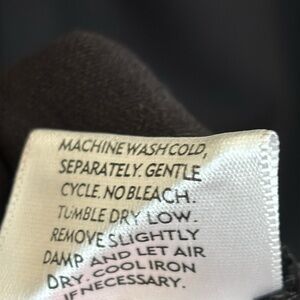 MACHINE WASH COLD,
SEPARATELY. GENTLE
CYCLE. NO BLEACH.
TUMBLE DRY LOW.
REMOVE SLIGHTLY
DAMP AND LET AIR
DRY. COOL IRON
IF NECESSARY.